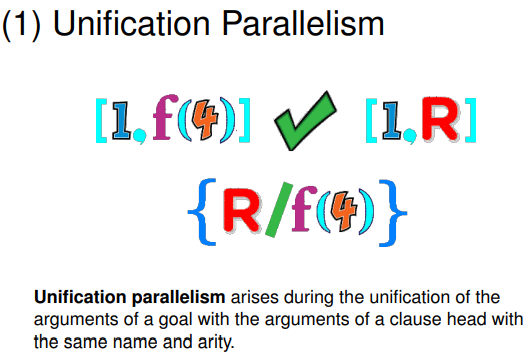 (1) Unification Parallelism
[1,f(4)] ✓ [1,R]
{R/f(4)}
Unification parallelism arises during the unification of the
arguments of a goal with the arguments of a clause head with
the same name and arity.